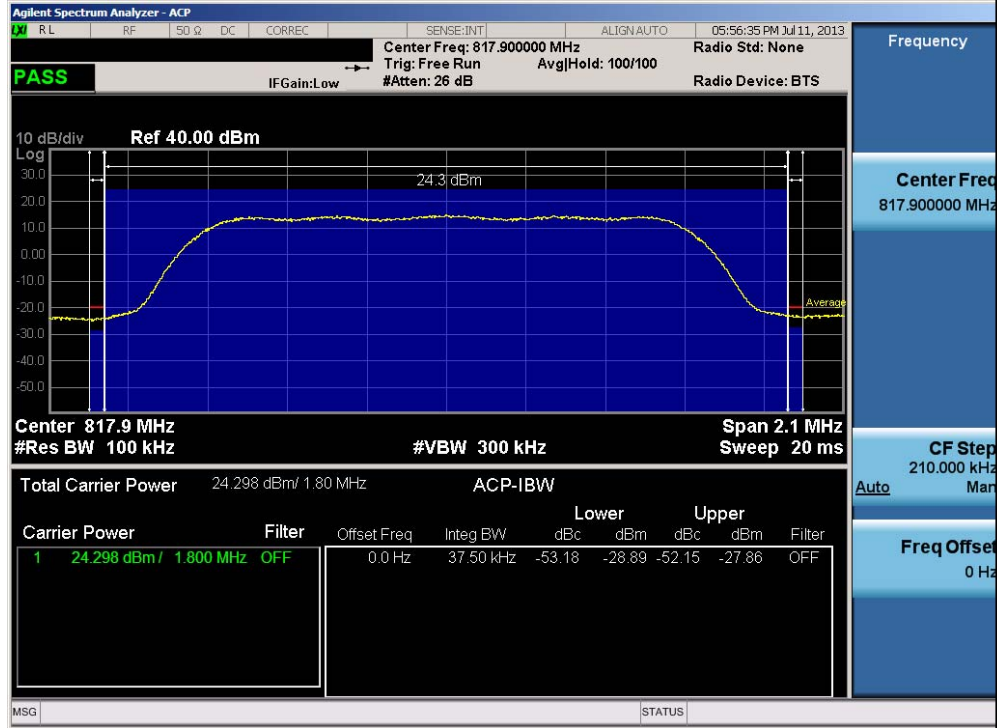 Agilent Spectrum Analyzer - ACP
LXI RL RF 50 Ω DC CORREC SENSE:INT ALIGN AUTO 05:56:35 PM Jul 11, 2013
Center Freq: 817.900000 MHz Radio Std: None
Trig: Free Run Avg|Hold: 100/100
PASS IFGain:Low #Atten: 26 dB Radio Device: BTS
10 dB/div Ref 40.00 dBm
Log
30.0
24.3 dBm
20.0
10.0
0.00
-10.0
-20.0
Average
-30.0
-40.0
-50.0
Center 817.9 MHz Span 2.1 MHz
#Res BW 100 kHz #VBW 300 kHz Sweep 20 ms
Total Carrier Power 24.298 dBm/ 1.80 MHz ACP-IBW
Lower Upper
Carrier Power Filter Offset Freq Integ BW dBc dBm dBc dBm Filter
1 24.298 dBm / 1.800 MHz OFF 0.0 Hz 37.50 kHz -53.18 -28.89 -52.15 -27.86 OFF
MSG STATUS
Frequency
Center Freq
817.900000 MHz
CF Step
210.000 kHz
Auto Man
Freq Offset
0 Hz